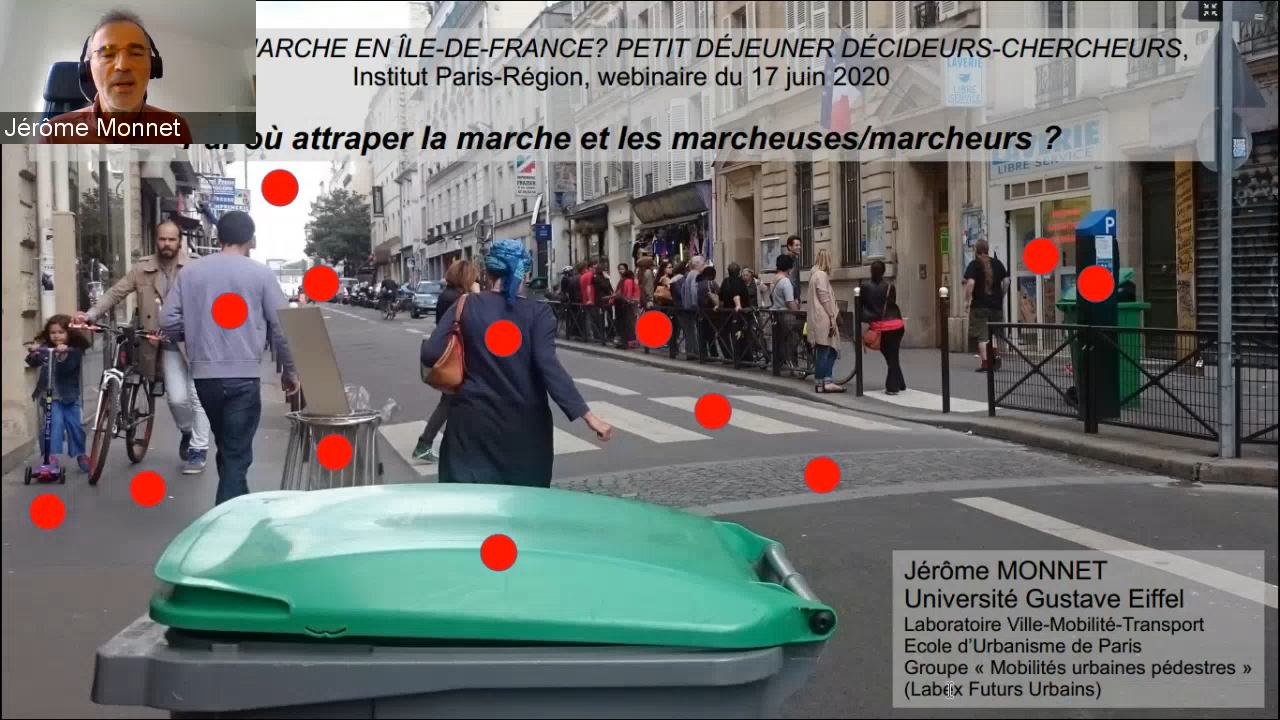 MARCHE EN ÎLE-DE-FRANCE? PETIT DÉJEUNER DÉCIDEURS-CHERCHEURS,
Institut Paris-Région, webinaire du 17 juin 2020
Jérôme Monnet
où attraper la marche et les marcheuses/marcheurs ?
LAVERIE
LIBRE SERVICE
LIBRE SERVICE
P
Jérôme MONNET
Université Gustave Eiffel
Laboratoire Ville-Mobilité-Transport
Ecole d'Urbanisme de Paris
Groupe « Mobilités urbaines pédestres »
(Labex Futurs Urbains)